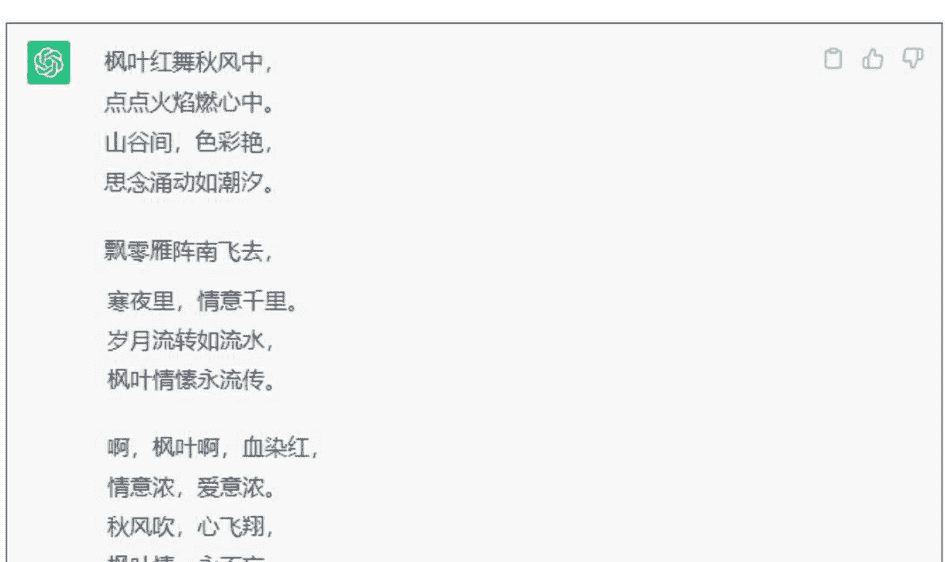 枫叶红舞秋风中，
点点火焰燃心中。
山谷间，色彩艳，
思念涌动如潮汐。
飘零雁阵南飞去，
寒夜里，情意千里。
岁月流转如流水，
枫叶情愫永流传。
啊，枫叶啊，血染红，
情意浓，爱意浓。
秋风吹，心飞翔，